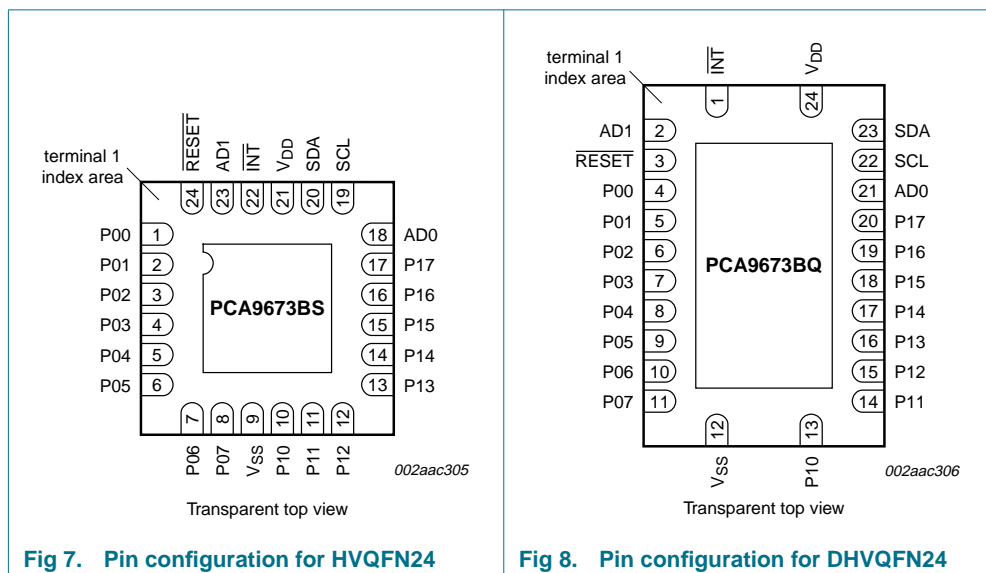 terminal 1
index area
RESET
AD1
INT
VDD
SDA
SCL
24
23
22
21
20
19
P00 1
P01 2
P02 3
P03 4
P04 5
P05 6
18 AD0
17 P17
16 P16
15 P15
14 P14
13 P13
PCA9673BS
7
8
9
10
11
12
P06
P07
VSS
P10
P11
P12
002aac305
Transparent top view
Fig 7. Pin configuration for HVQFN24
terminal 1
index area
INT
VDD
1
24
AD1 2
RESET 3
P00 4
P01 5
P02 6
P03 7
P04 8
P05 9
P06 10
P07 11
23 SDA
22 SCL
21 AD0
20 P17
19 P16
18 P15
17 P14
16 P13
15 P12
14 P11
PCA9673BQ
12
13
VSS
P10
002aac306
Transparent top view
Fig 8. Pin configuration for DHVQFN24